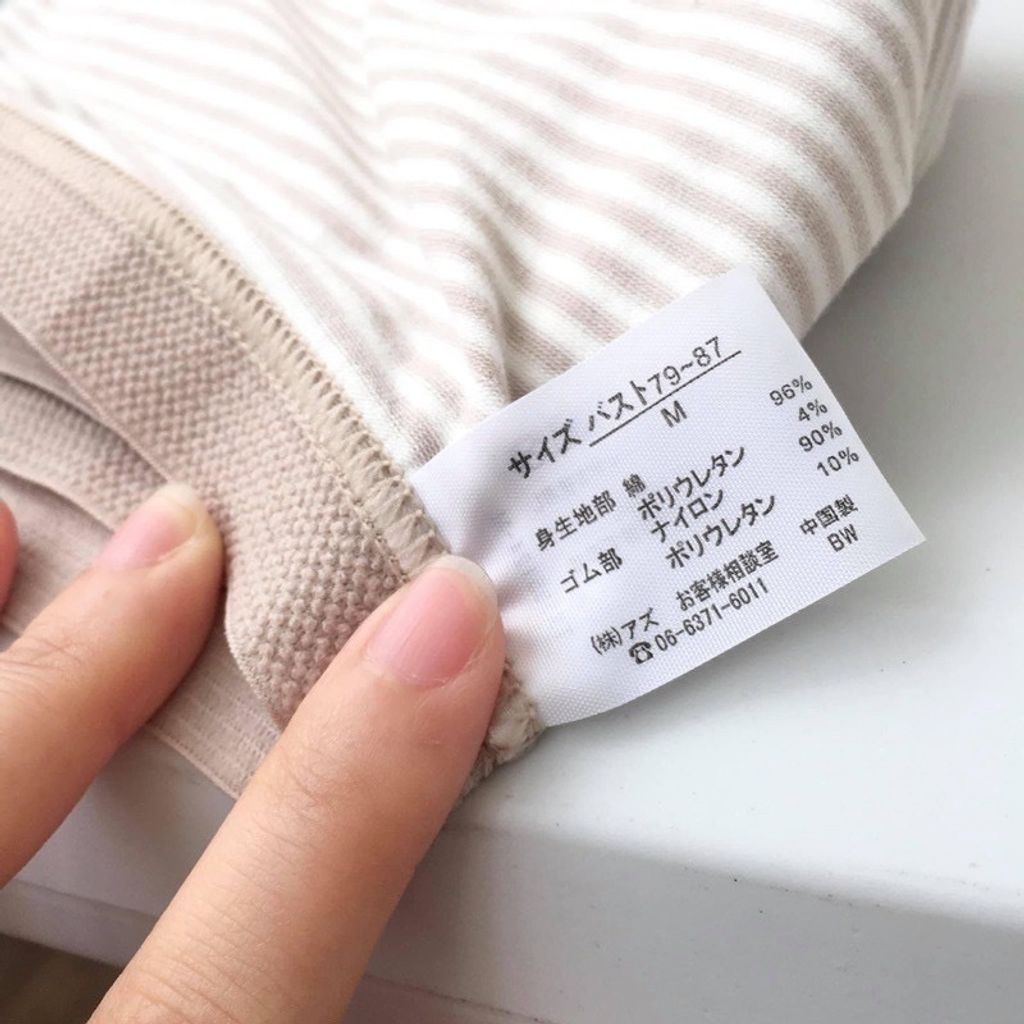 サイズ バスト79~87
M
身生地部 綿 96%
ポリウレタン 4%
ゴム部 ナイロン 90%
ポリウレタン 10%
(株)アズ お客様相談室 中国製
☎06-6371-6011 BW